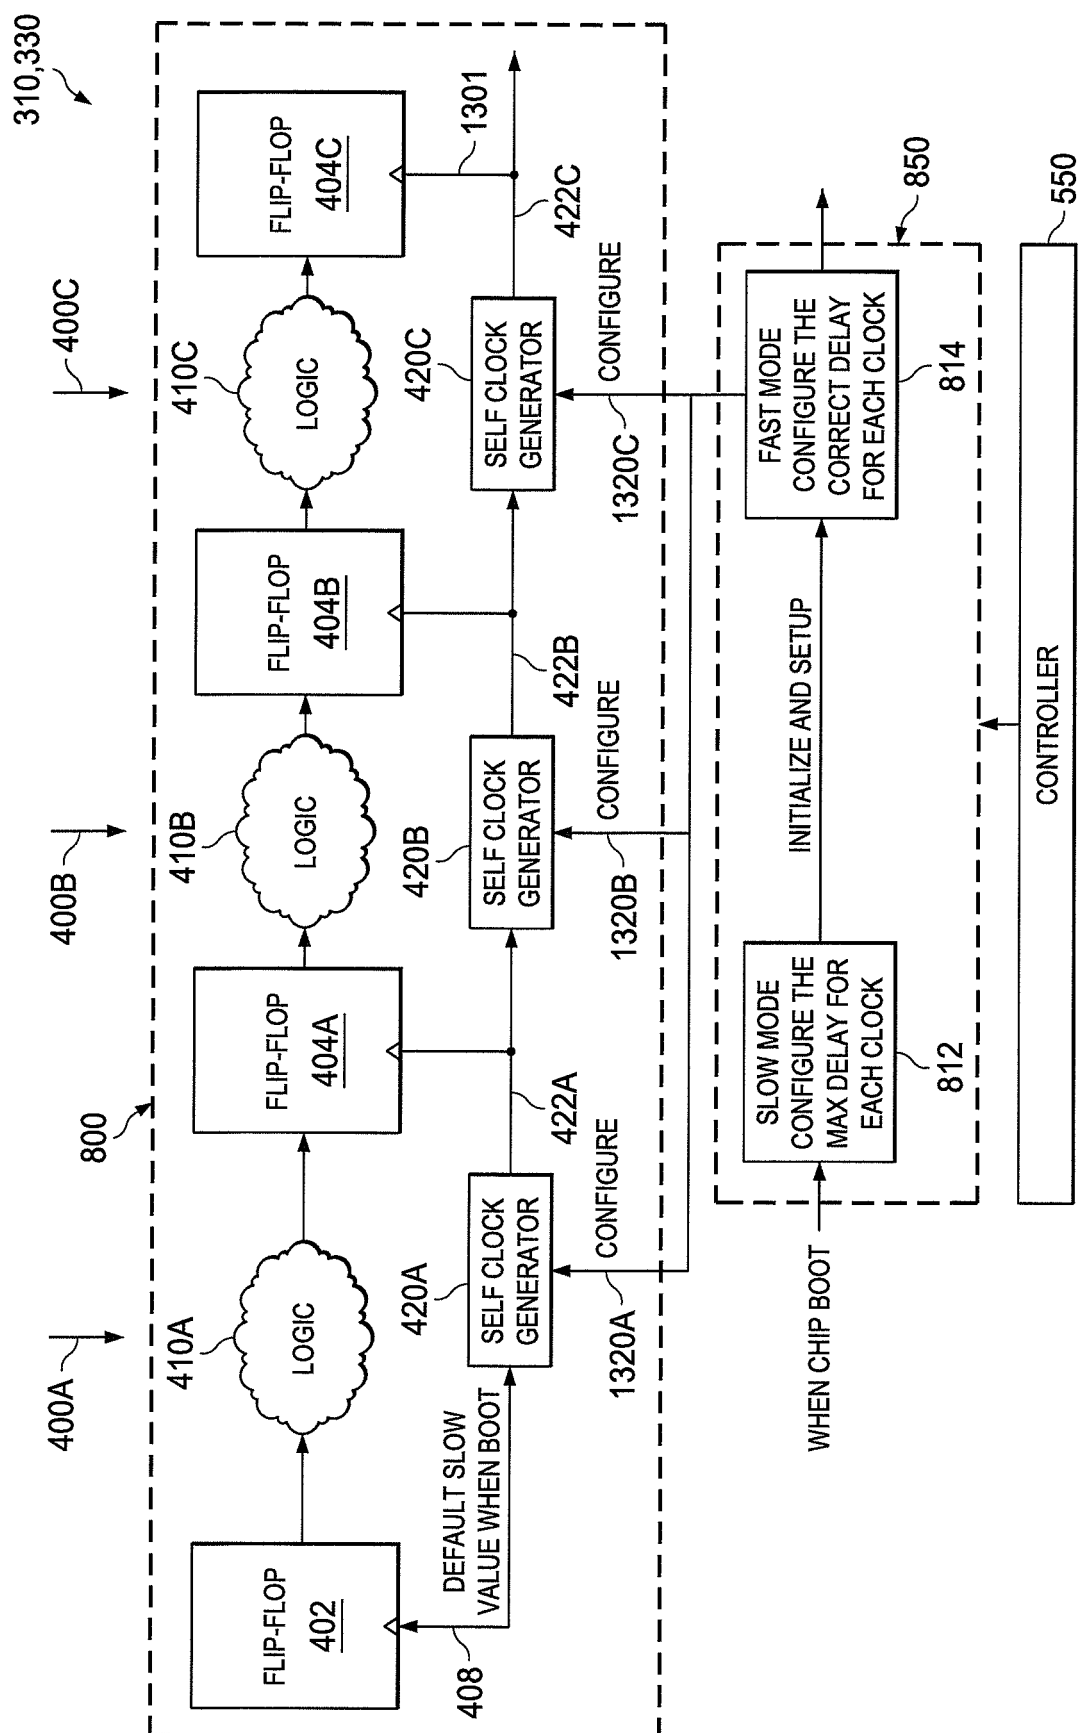 310,330
400A
400B
400C
800
FLIP-FLOP
402
410A
LOGIC
FLIP-FLOP
404A
410B
LOGIC
FLIP-FLOP
404B
410C
LOGIC
FLIP-FLOP
404C
408
DEFAULT SLOW
VALUE WHEN BOOT
420A
SELF CLOCK
GENERATOR
422A
420B
SELF CLOCK
GENERATOR
422B
420C
SELF CLOCK
GENERATOR
422C
1301
1320A
CONFIGURE
1320B
CONFIGURE
1320C
CONFIGURE
WHEN CHIP BOOT
SLOW MODE
CONFIGURE THE
MAX DELAY FOR
EACH CLOCK
812
INITIALIZE AND SETUP
FAST MODE
CONFIGURE THE
CORRECT DELAY
FOR EACH CLOCK
814
850
CONTROLLER
550